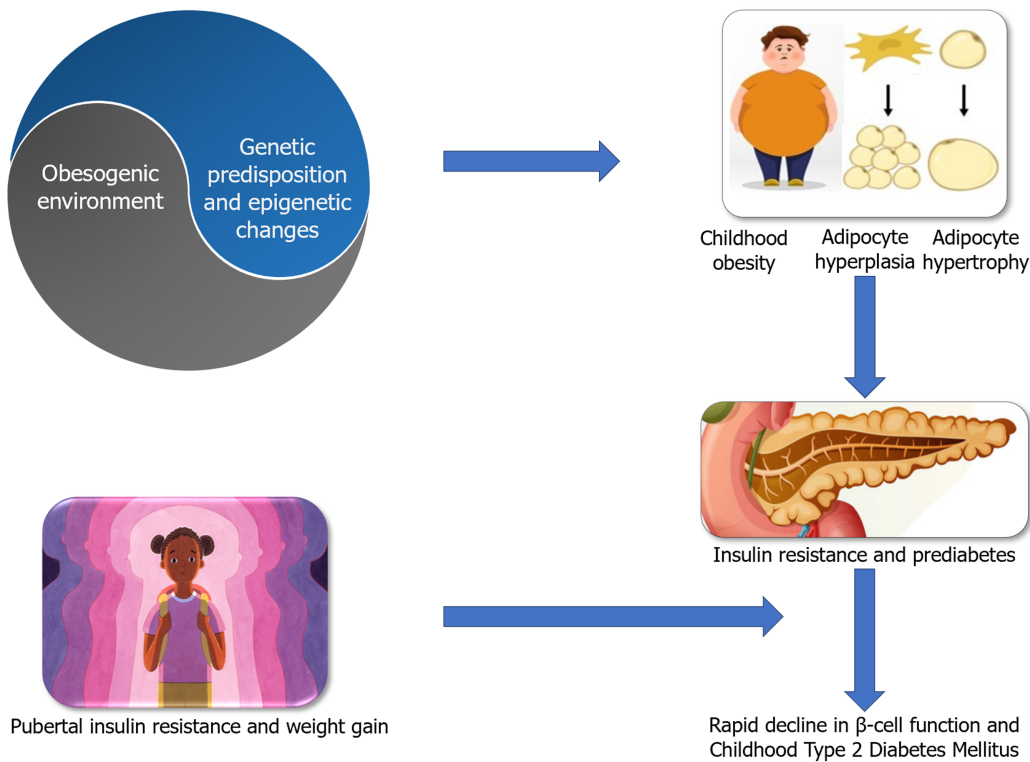 Obesogenic
environment
Genetic
predisposition
and epigenetic
changes
Childhood
obesity
Adipocyte
hyperplasia
Adipocyte
hypertrophy
Insulin resistance and prediabetes
Pubertal insulin resistance and weight gain
Rapid decline in β-cell function and
Childhood Type 2 Diabetes Mellitus